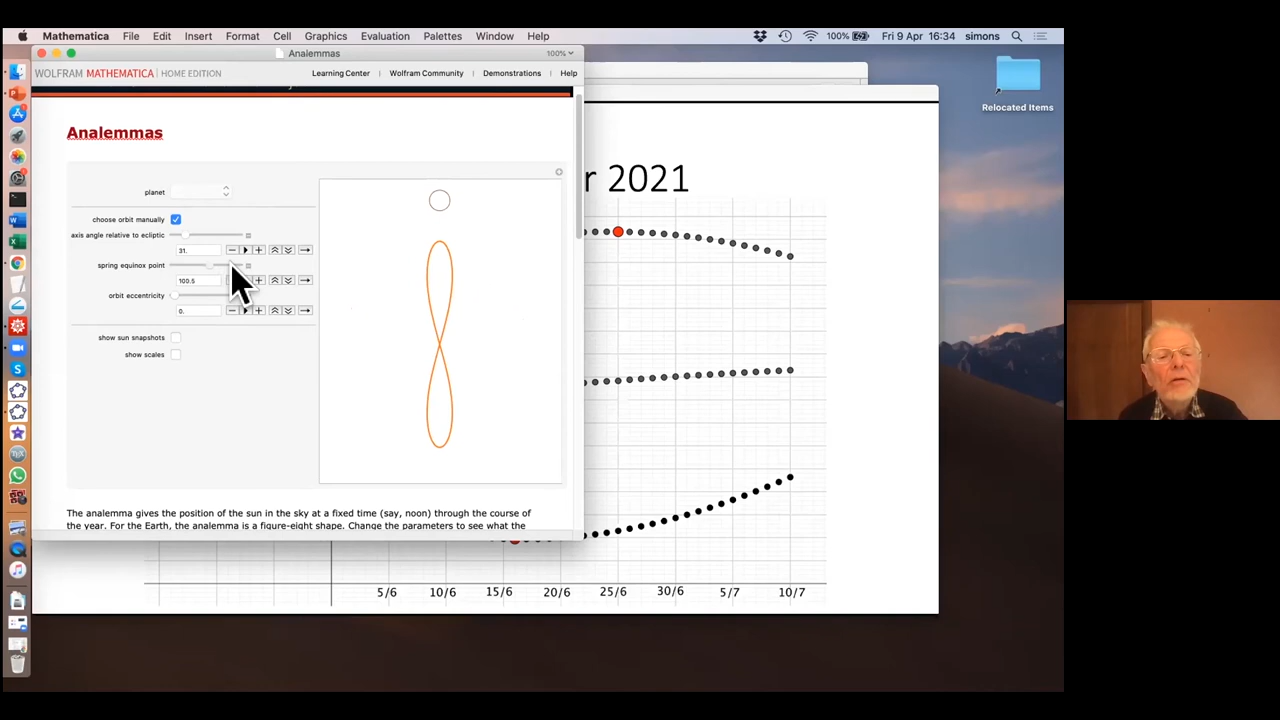 Mathematica File Edit Insert Format Cell Graphics Evaluation Palettes Window Help 100% Fri 9 Apr 16:34 simons
Analemmas 100%
WOLFRAM MATHEMATICA | HOME EDITION Learning Center | Wolfram Community | Demonstrations | Help
Relocated Items
Analemmas
r 2021
planet
choose orbit manually
axis angle relative to ecliptic
31.
spring equinox point
100.5
orbit eccentricity
0.
show sun snapshots
show scales
The analemma gives the position of the sun in the sky at a fixed time (say, noon) through the course of
the year. For the Earth, the analemma is a figure-eight shape. Change the parameters to see what the
5/6 10/6 15/6 20/6 25/6 30/6 5/7 10/7